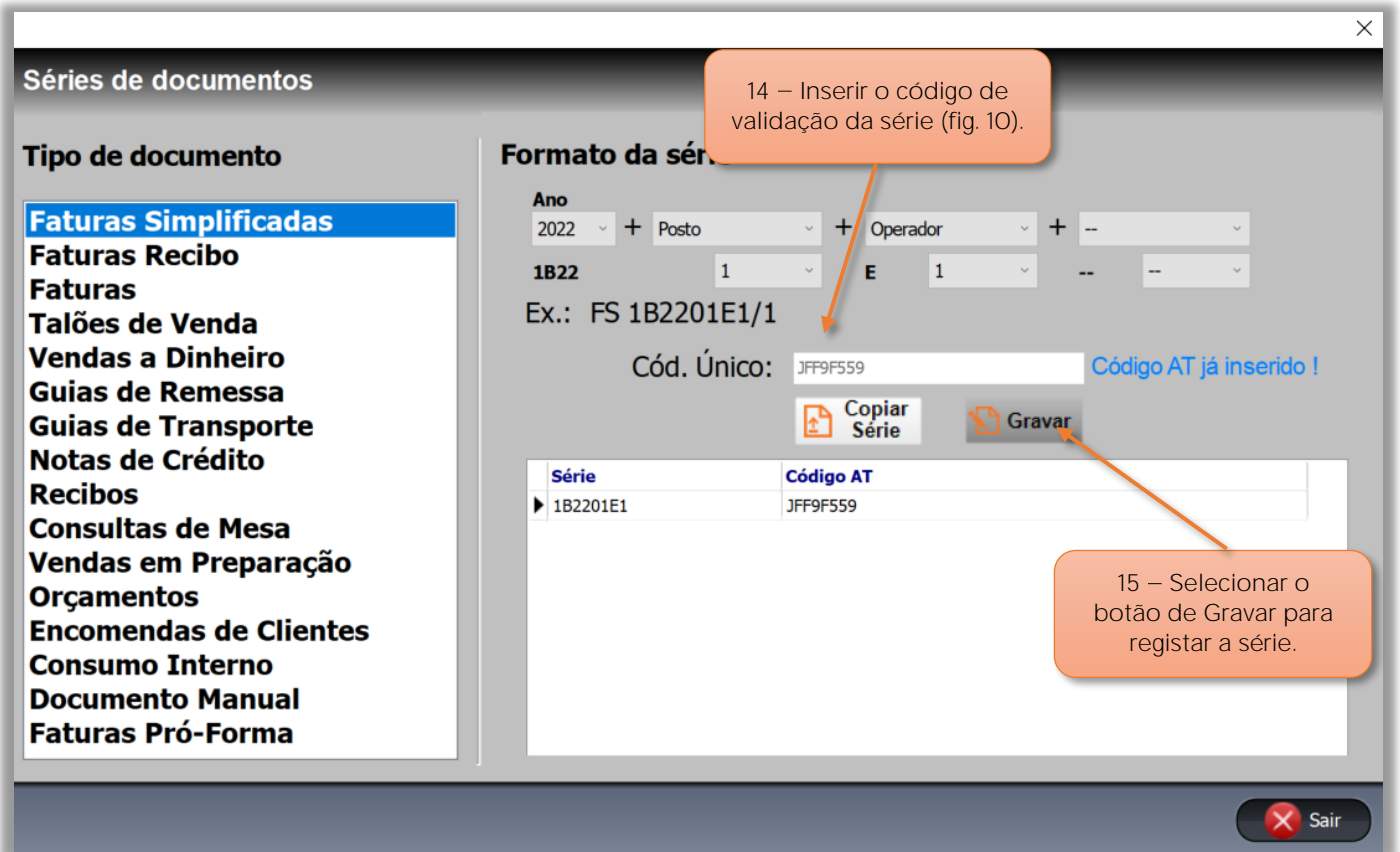 Séries de documentos
14 – Inserir o código de
validação da série (fig. 10).
Tipo de documento
Faturas Simplificadas
Faturas Recibo
Faturas
Talões de Venda
Vendas a Dinheiro
Guias de Remessa
Guias de Transporte
Notas de Crédito
Recibos
Consultas de Mesa
Vendas em Preparação
Orçamentos
Encomendas de Clientes
Consumo Interno
Documento Manual
Faturas Pró-Forma
Formato da série
Ano
2022 + Posto + Operador + --
1B22 1 E 1 -- --
Ex.: FS 1B2201E1/1
Cód. Único: JFF9F559 Código AT já inserido !
Copiar
Série
Gravar
Série Código AT
1B2201E1 JFF9F559
15 – Selecionar o
botão de Gravar para
registar a série.
Sair